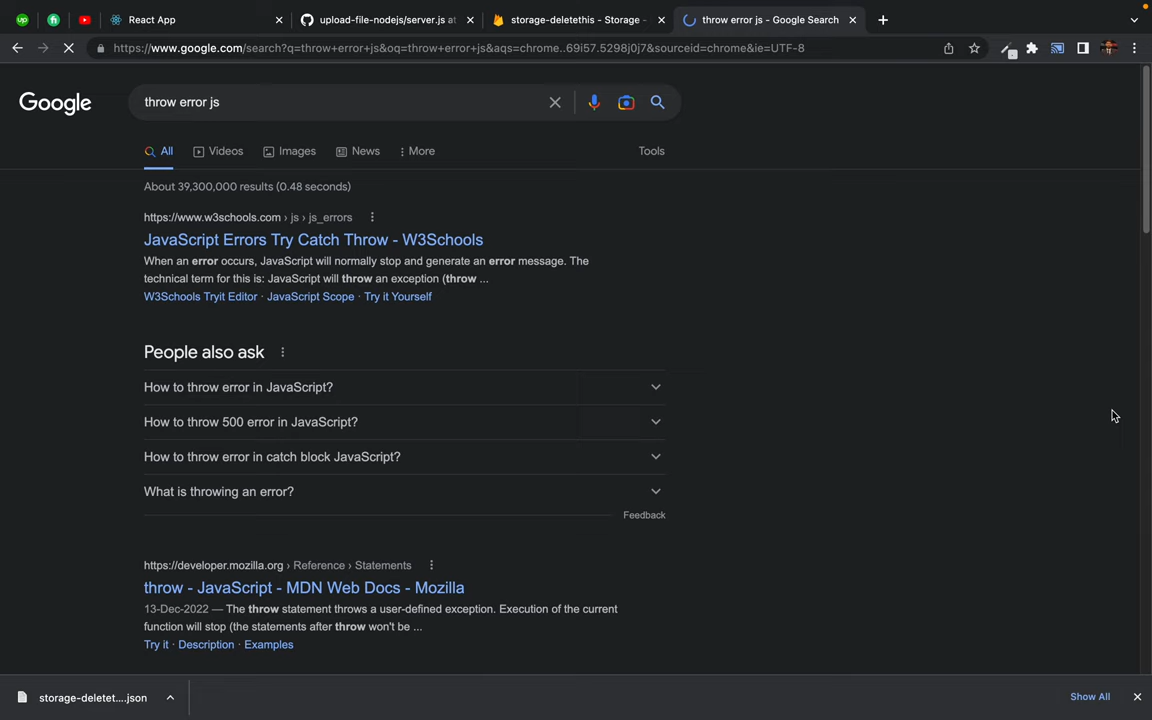 up
fi
React App
upload-file-nodejs/server.js at
storage-deletethis - Storage -
throw error js - Google Search
https://www.google.com/search?q=throw+error+js&oq=throw+error+js&aqs=chrome..69i57.5298j0j7&sourceid=chrome&ie=UTF-8
Google
throw error js
All
Videos
Images
News
More
Tools
About 39,300,000 results (0.48 seconds)
https://www.w3schools.com › js › js_errors
JavaScript Errors Try Catch Throw - W3Schools
When an error occurs, JavaScript will normally stop and generate an error message. The
technical term for this is: JavaScript will throw an exception (throw ...
W3Schools Tryit Editor · JavaScript Scope · Try it Yourself
People also ask
How to throw error in JavaScript?
How to throw 500 error in JavaScript?
How to throw error in catch block JavaScript?
What is throwing an error?
Feedback
https://developer.mozilla.org › Reference › Statements
throw - JavaScript - MDN Web Docs - Mozilla
13-Dec-2022 — The throw statement throws a user-defined exception. Execution of the current
function will stop (the statements after throw won't be ...
Try it · Description · Examples
storage-deletet....json
Show All